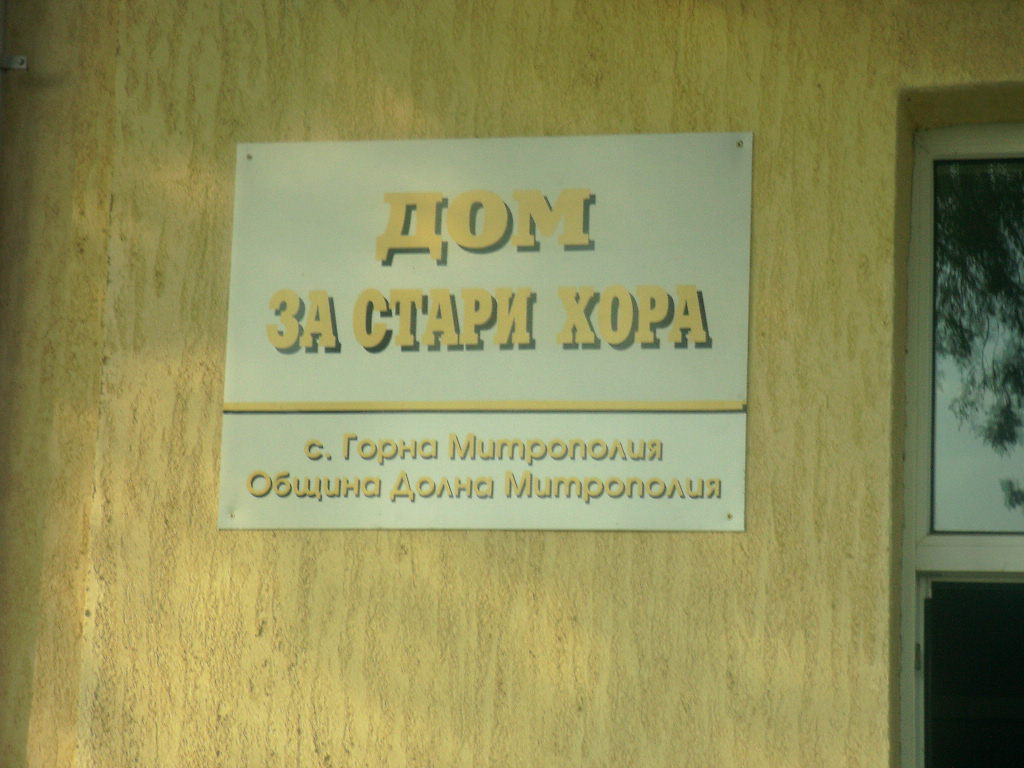 ДОМ
ЗА СТАРИ ХОРА
с. Горна Митрополия
Община Долна Митрополия